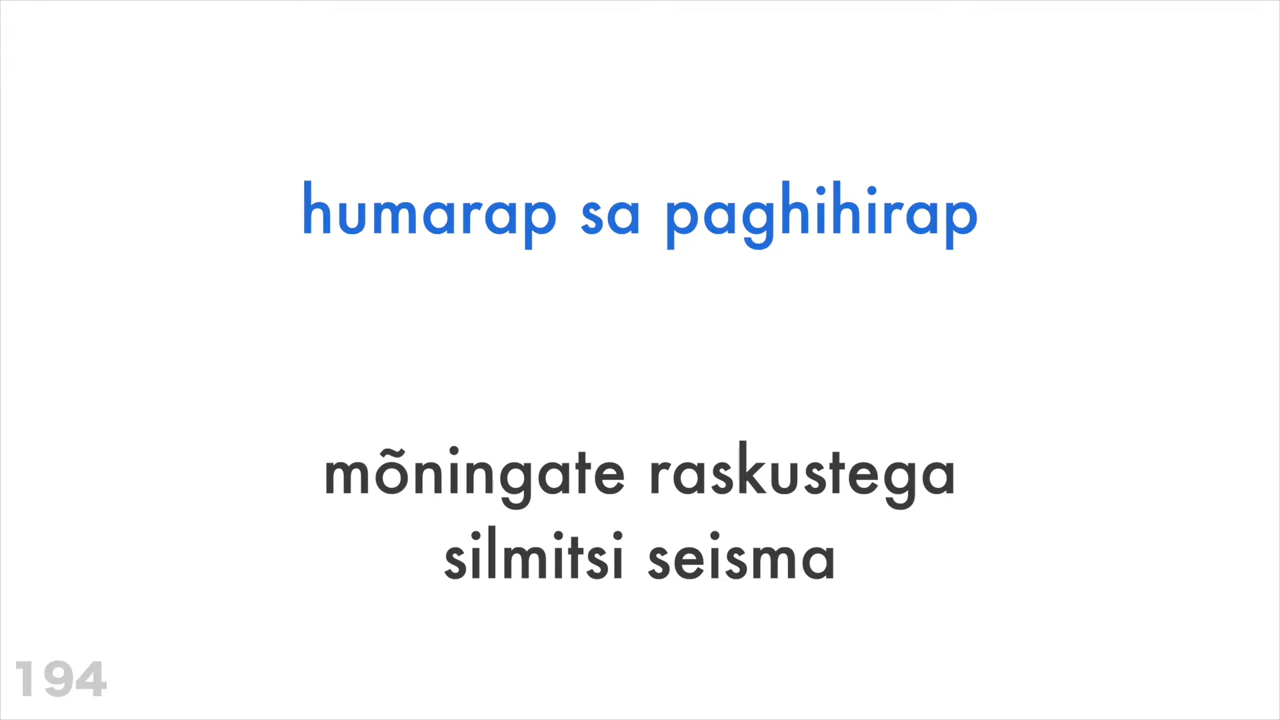 humarap sa paghihirap
mõningate raskustega
silmitsi seisma
194